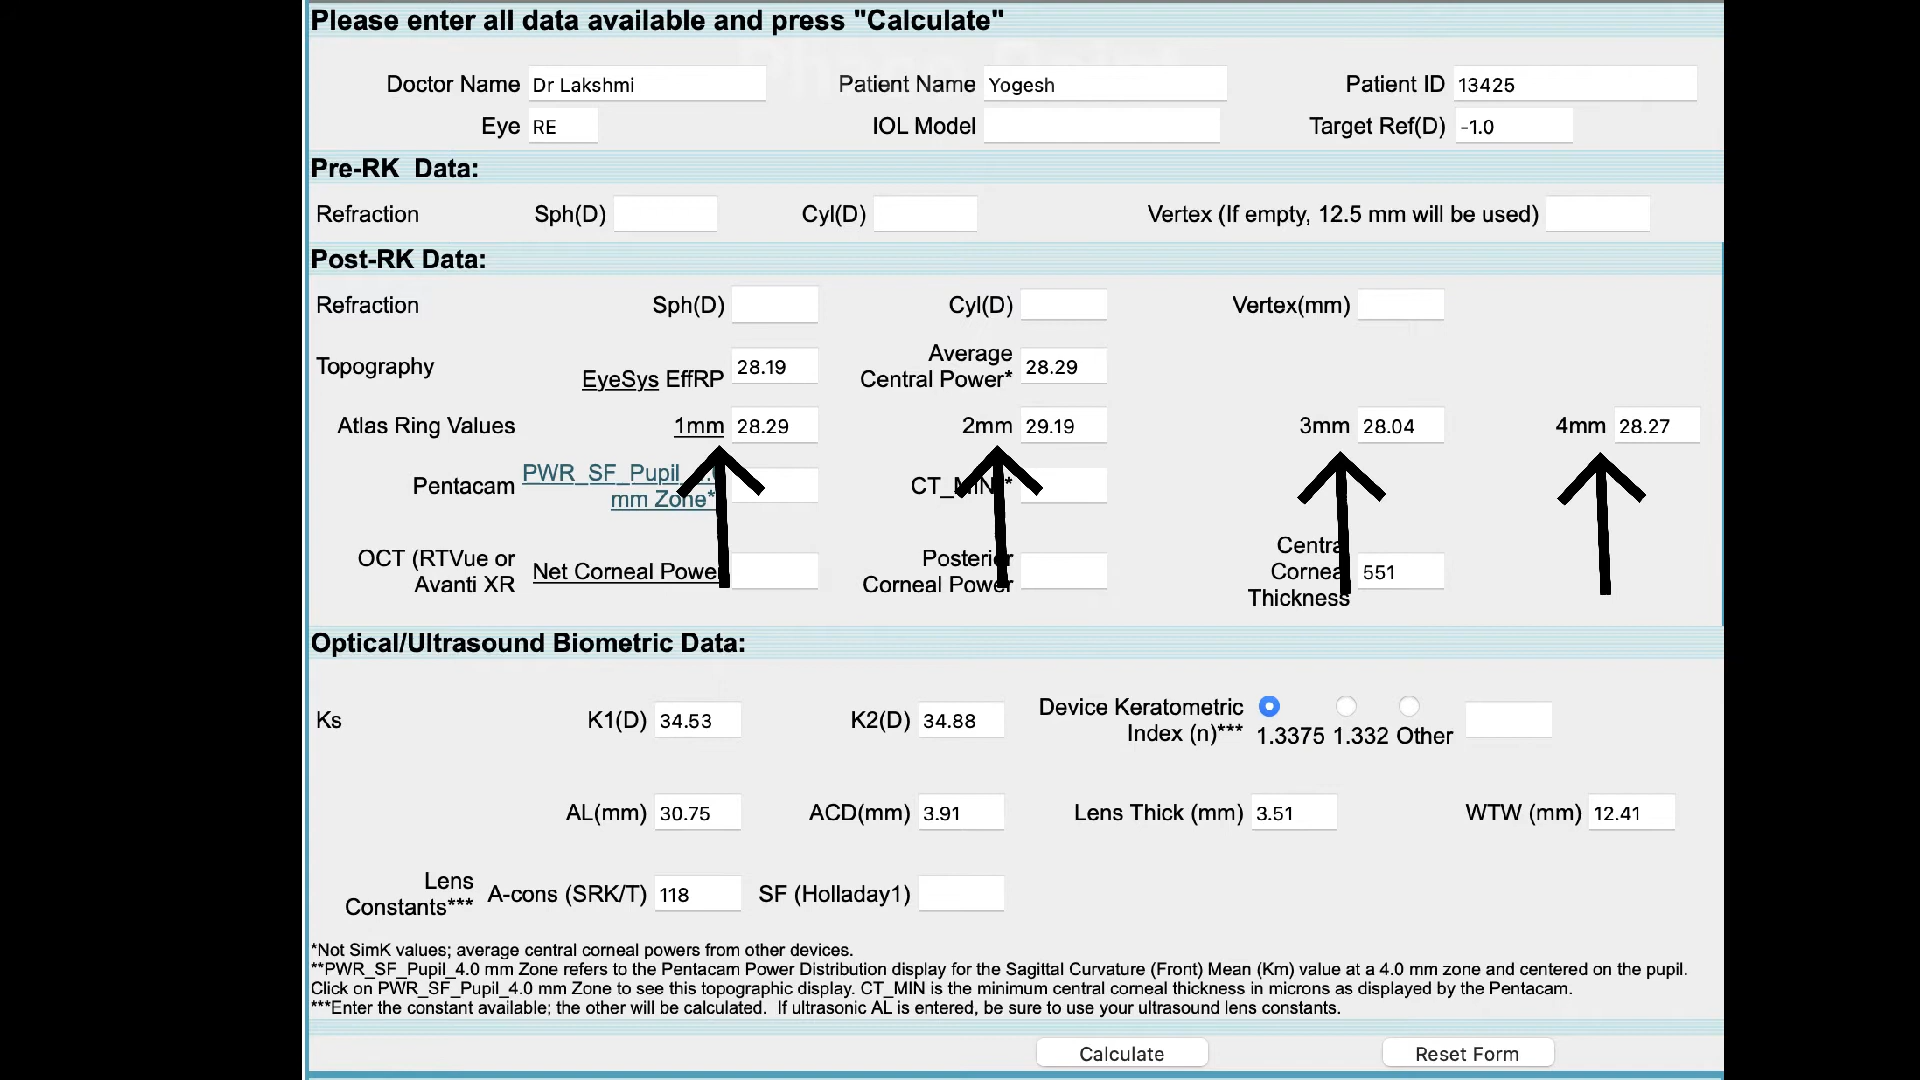 Please enter all data available and press "Calculate"
Doctor Name Dr Lakshmi Patient Name Yogesh Patient ID 13425
Eye RE IOL Model Target Ref(D) -1.0
Pre-RK Data:
Refraction Sph(D) Cyl(D) Vertex (If empty, 12.5 mm will be used)
Post-RK Data:
Refraction Sph(D) Cyl(D) Vertex(mm)
Topography EyeSys EffRP 28.19 Average Central Power* 28.29
Atlas Ring Values 1mm 28.29 2mm 29.19 3mm 28.04 4mm 28.27
Pentacam PWR_SF_Pupil
mm Zone*
OCT (RTVue or Net Corneal Power Posterior Central
Avanti XR Corneal Power Corneal 551
Thickness
Optical/Ultrasound Biometric Data:
Ks K1(D) 34.53 K2(D) 34.88 Device Keratometric
Index (n)*** 1.3375 1.332 Other
AL(mm) 30.75 ACD(mm) 3.91 Lens Thick (mm) 3.51 WTW (mm) 12.41
Lens
Constants*** A-cons (SRK/T) 118 SF (Holladay1)
*Not SimK values; average central corneal powers from other devices.
**PWR_SF_Pupil_4.0 mm Zone refers to the Pentacam Power Distribution display for the Sagittal Curvature (Front) Mean (Km) value at a 4.0 mm zone and centered on the pupil.
Click on PWR_SF_Pupil_4.0 mm Zone to see this topographic display. CT_MIN is the minimum central corneal thickness in microns as displayed by the Pentacam.
***Enter the constant available; the other will be calculated. If ultrasonic AL is entered, be sure to use your ultrasound lens constants.
Calculate Reset Form